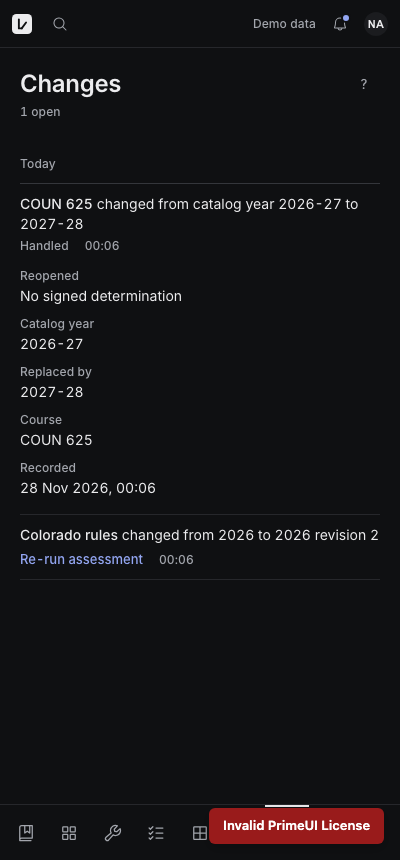 Demo data
NA
Changes
?
1 open
Today
COUN 625 changed from catalog year 2026-27 to
2027-28
Handled 00:06
Reopened
No signed determination
Catalog year
2026-27
Replaced by
2027-28
Course
COUN 625
Recorded
28 Nov 2026, 00:06
Colorado rules changed from 2026 to 2026 revision 2
Re-run assessment 00:06
Invalid PrimeUI License